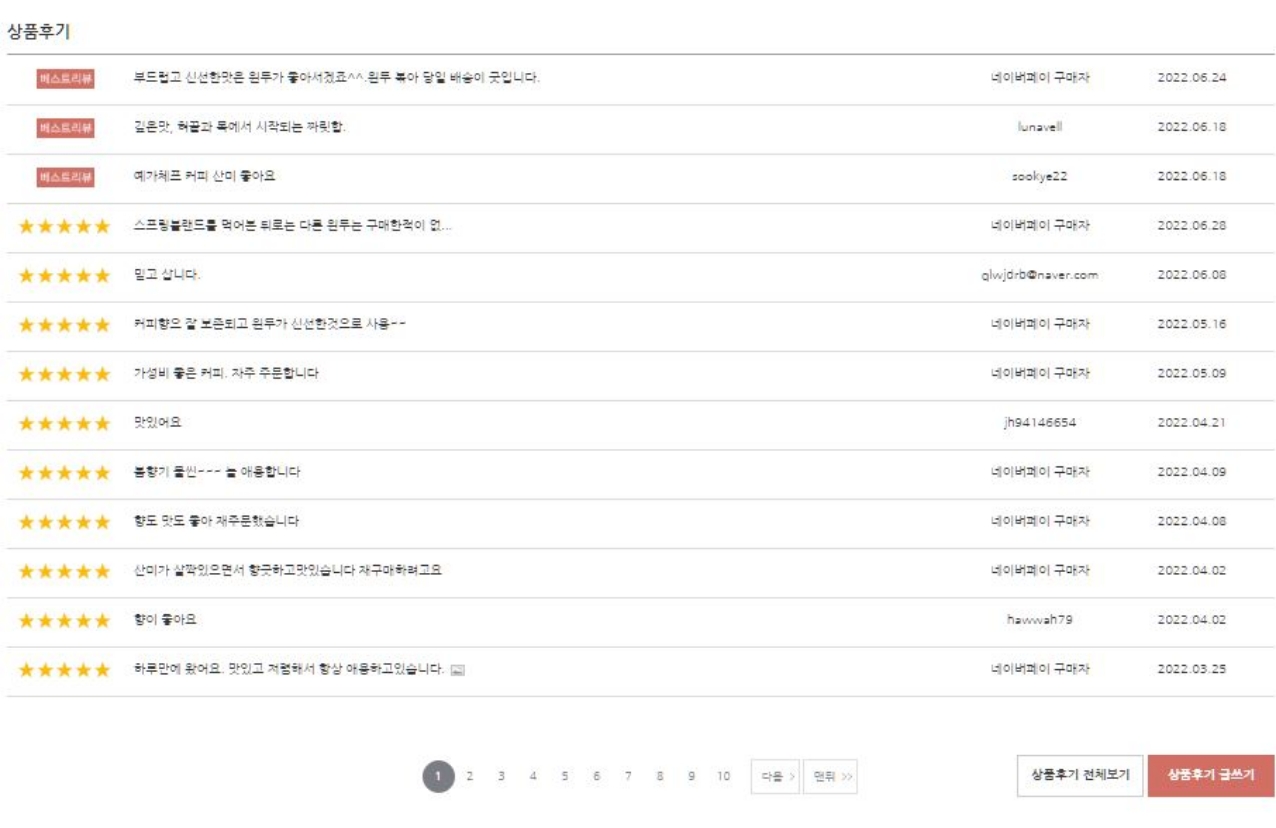 상품후기
베스트리뷰 부드럽고 신선한맛은 원두가 좋아서겠죠^^.원두 볶아 당일 배송이 굿입니다. 네이버페이 구매자 2022.06.24
베스트리뷰 깊은맛, 혀끝과 목에서 시작되는 짜릿함. lunavell 2022.06.18
베스트리뷰 예가체프 커피 산미 좋아요 sookye22 2022.06.18
스프링블랜드를 먹어본 뒤로는 다른 원두는 구매한적이 없... 네이버페이 구매자 2022.06.28
믿고 삽니다. qlwjdrb@naver.com 2022.06.08
커피향으 잘 보존되고 원두가 신선한것으로 사용~~ 네이버페이 구매자 2022.05.16
가성비 좋은 커피. 자주 주문합니다 네이버페이 구매자 2022.05.09
맛있어요 jh94146654 2022.04.21
봄향기 물씬~~~ 늘 애용합니다 네이버페이 구매자 2022.04.09
향도 맛도 좋아 재주문했습니다 네이버페이 구매자 2022.04.08
산미가 살짝있으면서 향긋하고맛있습니다 재구매하려고요 네이버페이 구매자 2022.04.02
향이 좋아요 hawwah79 2022.04.02
하루만에 왔어요. 맛있고 저렴해서 항상 애용하고있습니다. 네이버페이 구매자 2022.03.25
1 2 3 4 5 6 7 8 9 10 다음 > 맨뒤 >> 상품후기 전체보기 상품후기 글쓰기